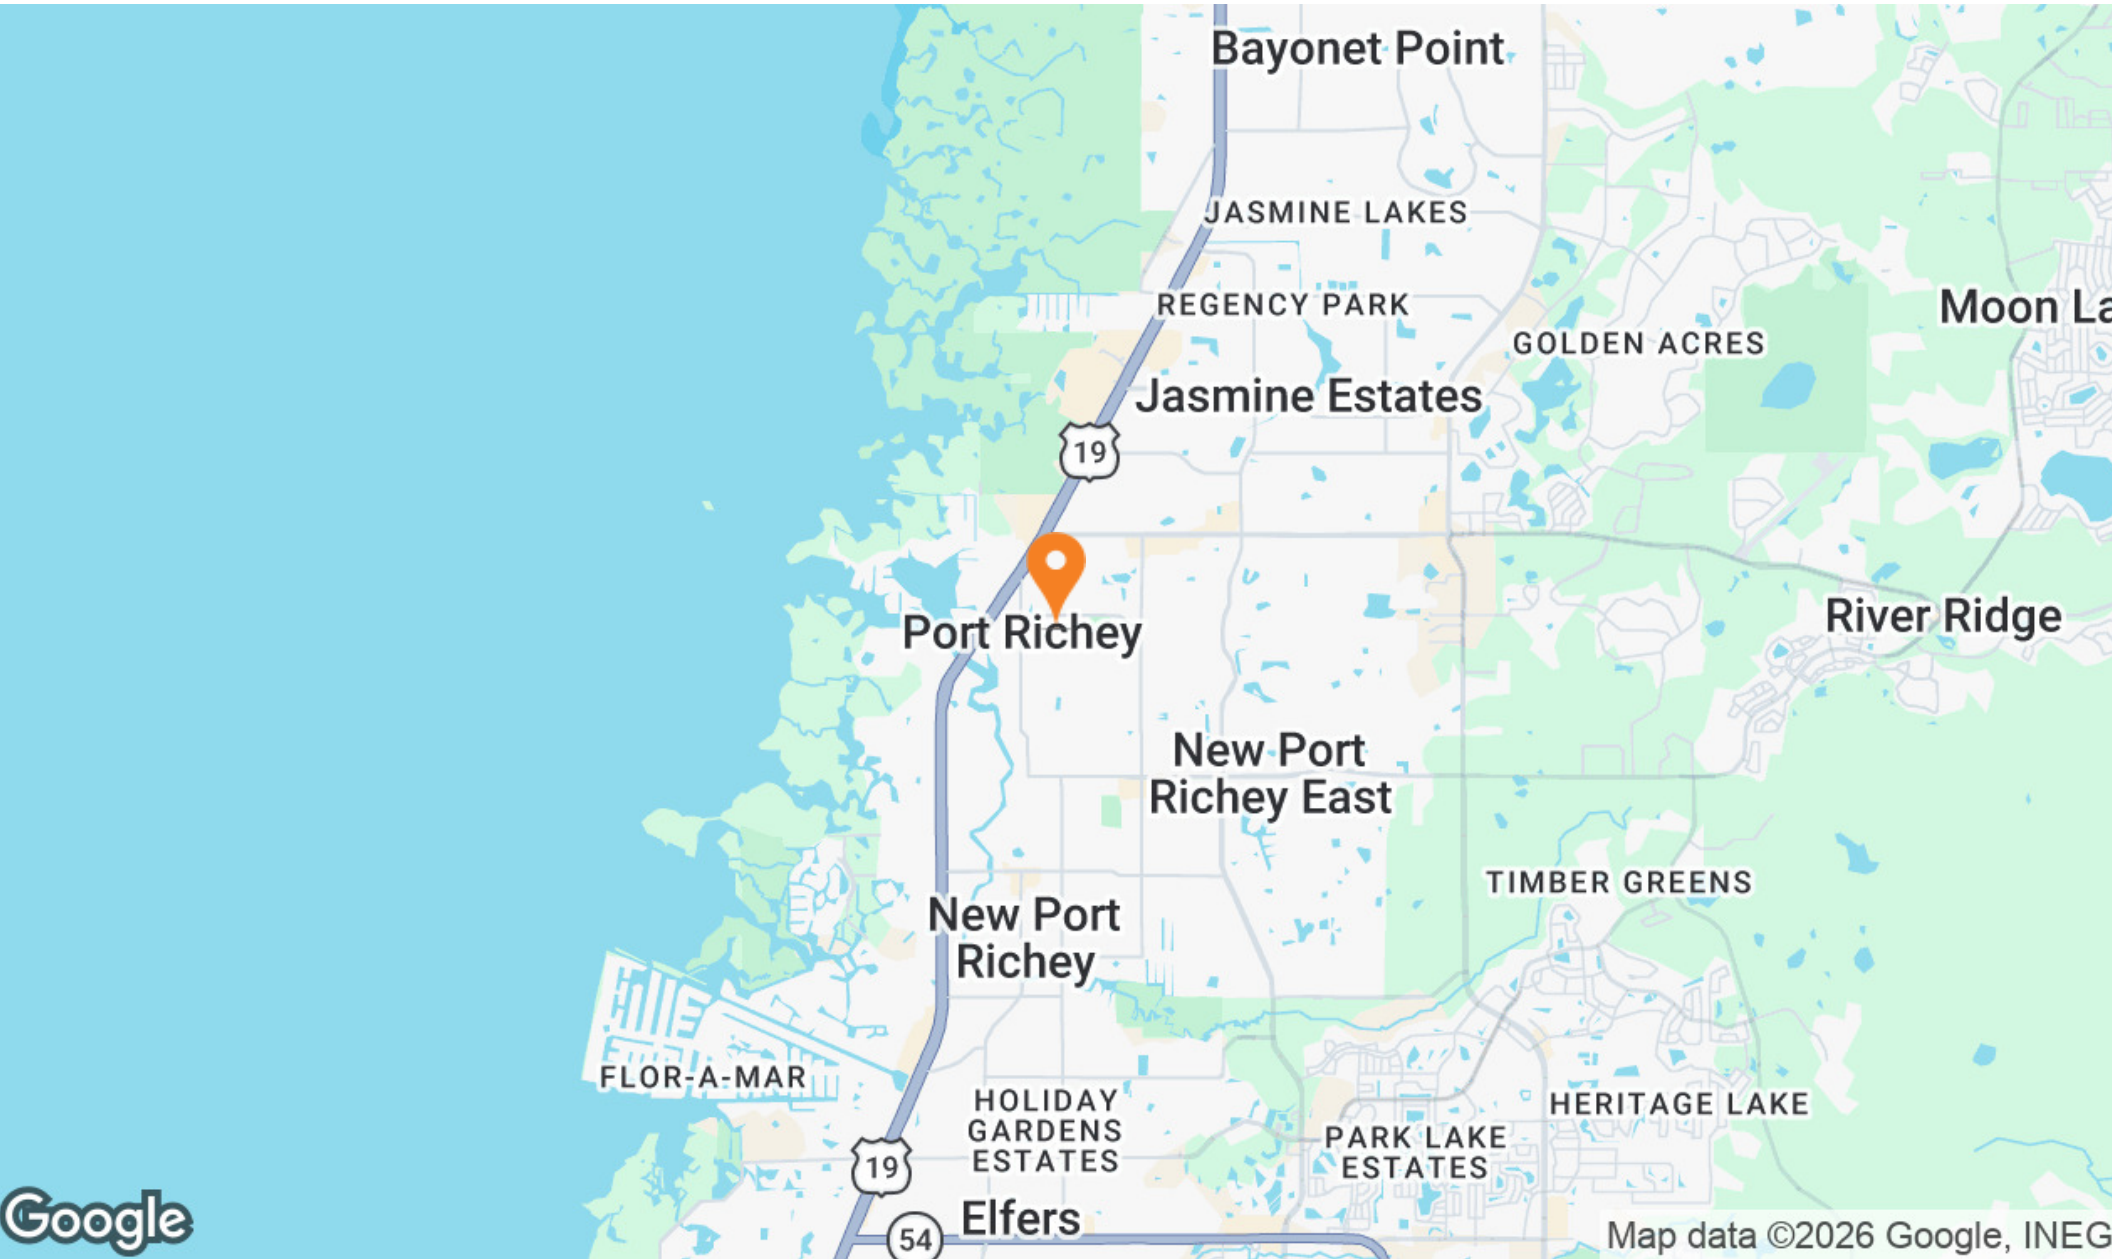 Bayonet Point
JASMINE LAKES
REGENCY PARK
Moon La
GOLDEN ACRES
Jasmine Estates
19
River Ridge
Port Richey
New Port
Richey East
TIMBER GREENS
New Port
Richey
FLOR-A-MAR
HOLIDAY
GARDENS
ESTATES
HERITAGE LAKE
PARK LAKE
ESTATES
19
Elfers
54
Google
Map data ©2026 Google, INEG